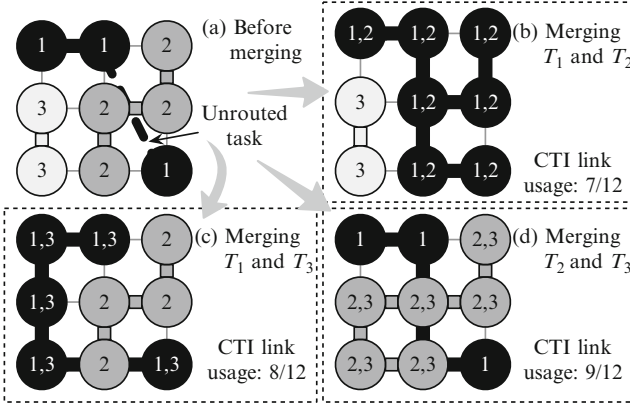 1 1 2
(a) Before
merging
3 2 2
Unrouted
task
3 2 1
1,2 1,2 1,2
(b) Merging
T1 and T2
3 1,2 1,2
3 1,2 1,2
CTI link
usage: 7/12
1,3 1,3 2
(c) Merging
T1 and T3
1,3 2 2
1,3 2 1,3
CTI link
usage: 8/12
1 1 2,3
(d) Merging
T2 and T3
2,3 2,3 2,3
2,3 2,3 1
CTI link
usage: 9/12